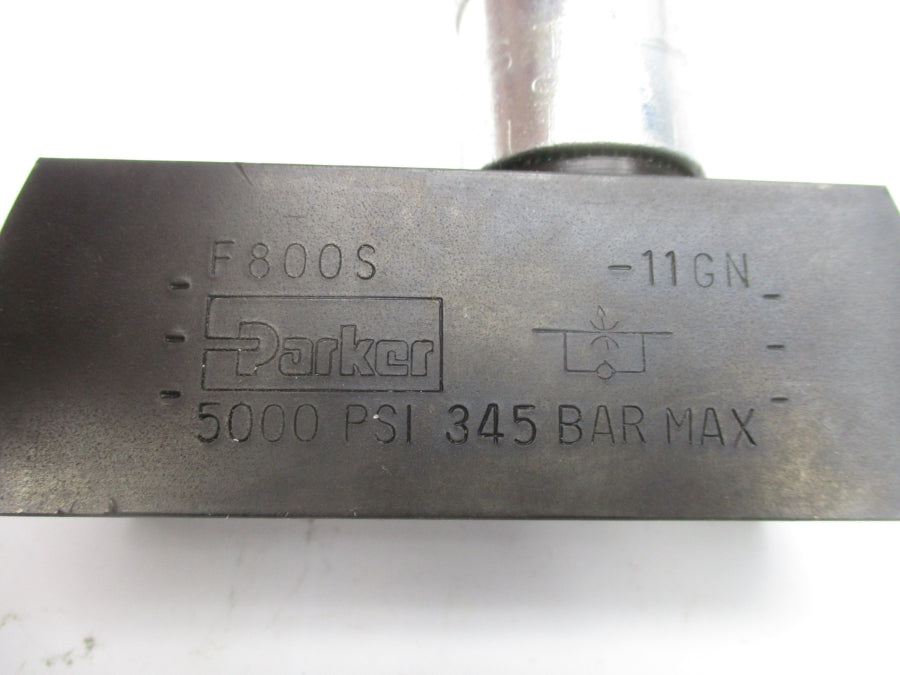 F800S -11GN
Parker
5000 PSI 345 BAR MAX